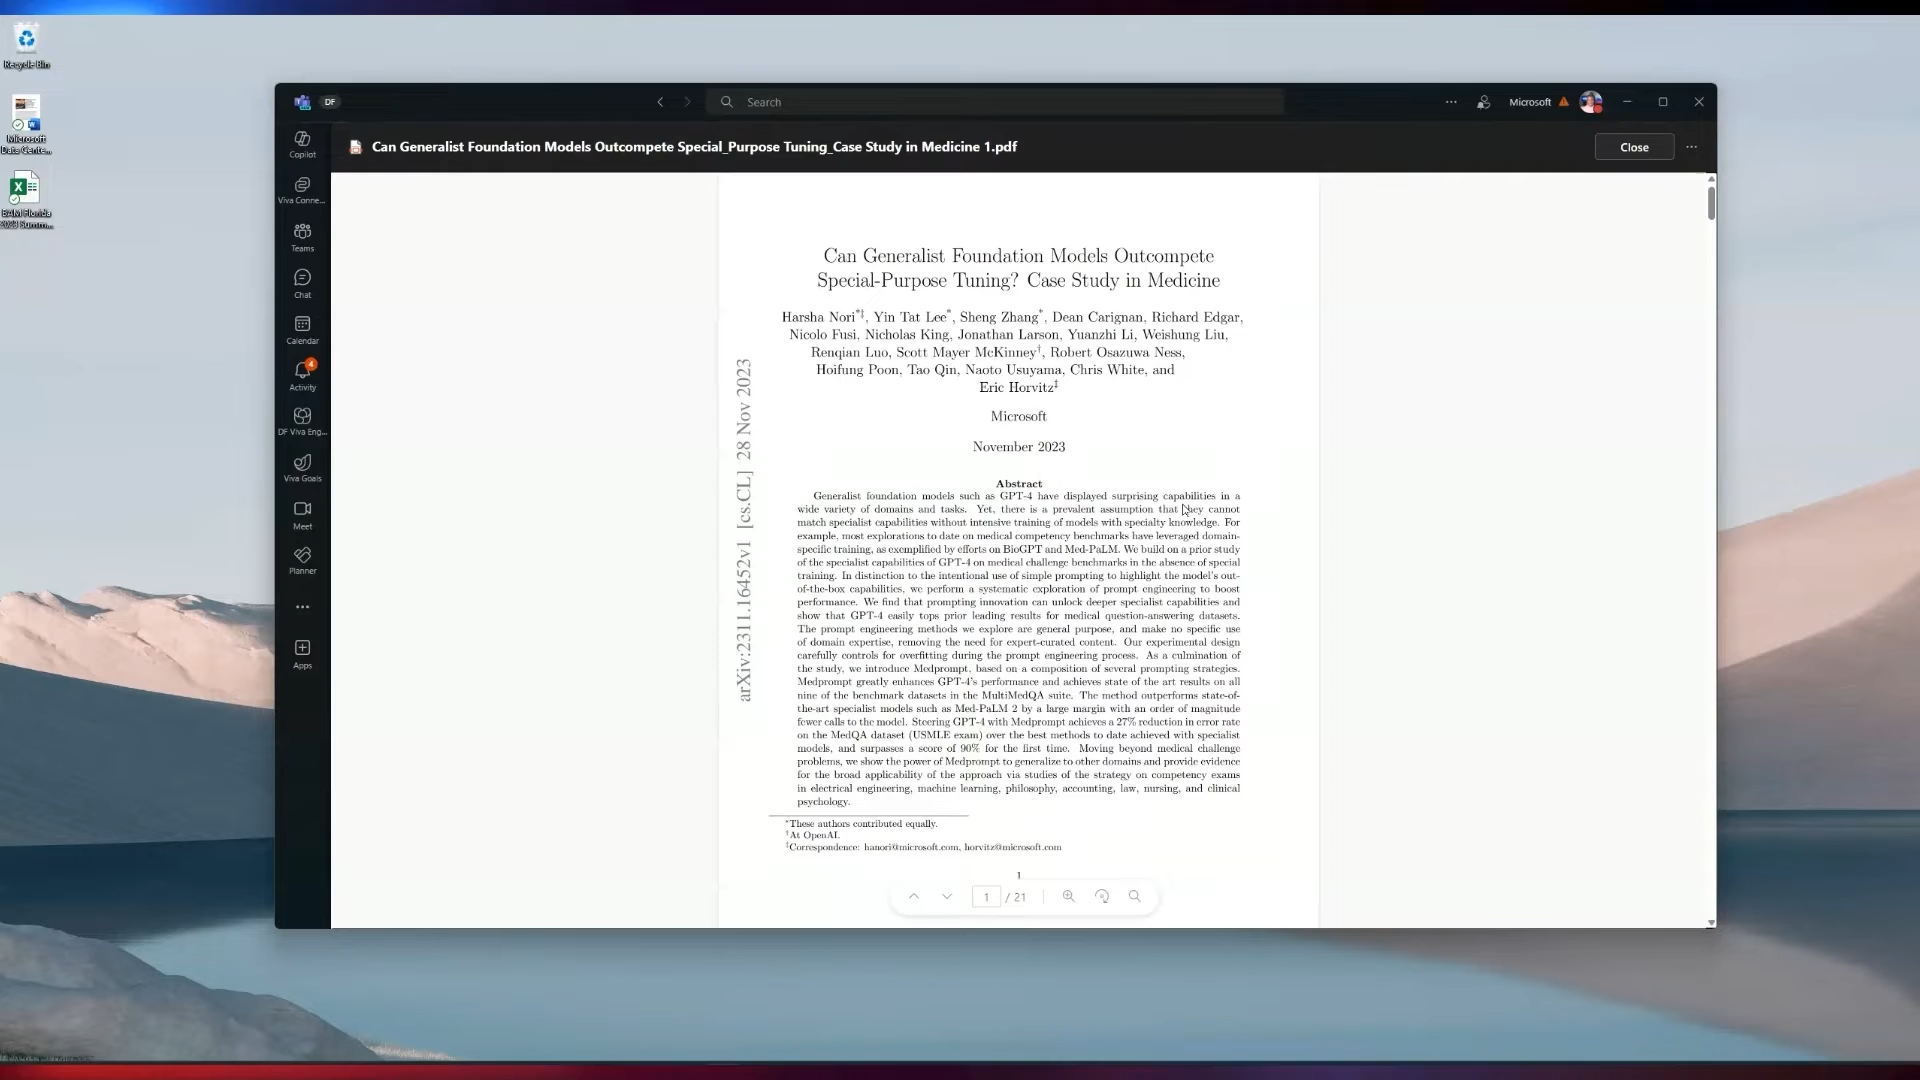 Recycle Bin
Microsoft
Data Cente...
BAM Florida
2023 Summ...
DF
Search
Microsoft
Copilot
Viva Conne...
Teams
Chat
Calendar
4
Activity
DF Viva Eng...
Viva Goals
Meet
Planner
Apps
Can Generalist Foundation Models Outcompete Special_Purpose Tuning_Case Study in Medicine 1.pdf
Close
arXiv:2311.16452v1 [cs.CL] 28 Nov 2023
Can Generalist Foundation Models Outcompete
Special-Purpose Tuning? Case Study in Medicine
Harsha Nori*‡, Yin Tat Lee*, Sheng Zhang*, Dean Carignan, Richard Edgar,
Nicolo Fusi, Nicholas King, Jonathan Larson, Yuanzhi Li, Weishung Liu,
Renqian Luo, Scott Mayer McKinney†, Robert Osazuwa Ness,
Hoifung Poon, Tao Qin, Naoto Usuyama, Chris White, and
Eric Horvitz‡
Microsoft
November 2023
Abstract
Generalist foundation models such as GPT-4 have displayed surprising capabilities in a
wide variety of domains and tasks. Yet, there is a prevalent assumption that they cannot
match specialist capabilities without intensive training of models with specialty knowledge. For
example, most explorations to date on medical competency benchmarks have leveraged domain-
specific training, as exemplified by efforts on BioGPT and Med-PaLM. We build on a prior study
of the specialist capabilities of GPT-4 on medical challenge benchmarks in the absence of special
training. In distinction to the intentional use of simple prompting to highlight the model's out-
of-the-box capabilities, we perform a systematic exploration of prompt engineering to boost
performance. We find that prompting innovation can unlock deeper specialist capabilities and
show that GPT-4 easily tops prior leading results for medical question-answering datasets.
The prompt engineering methods we explore are general purpose, and make no specific use
of domain expertise, removing the need for expert-curated content. Our experimental design
carefully controls for overfitting during the prompt engineering process. As a culmination of
the study, we introduce Medprompt, based on a composition of several prompting strategies.
Medprompt greatly enhances GPT-4's performance and achieves state of the art results on all
nine of the benchmark datasets in the MultiMedQA suite. The method outperforms state-of-
the-art specialist models such as Med-PaLM 2 by a large margin with an order of magnitude
fewer calls to the model. Steering GPT-4 with Medprompt achieves a 27% reduction in error rate
on the MedQA dataset (USMLE exam) over the best methods to date achieved with specialist
models, and surpasses a score of 90% for the first time. Moving beyond medical challenge
problems, we show the power of Medprompt to generalize to other domains and provide evidence
for the broad applicability of the approach via studies of the strategy on competency exams
in electrical engineering, machine learning, philosophy, accounting, law, nursing, and clinical
psychology.
*These authors contributed equally.
†At OpenAI.
‡Correspondence: hanori@microsoft.com, horvitz@microsoft.com
1
1 / 21